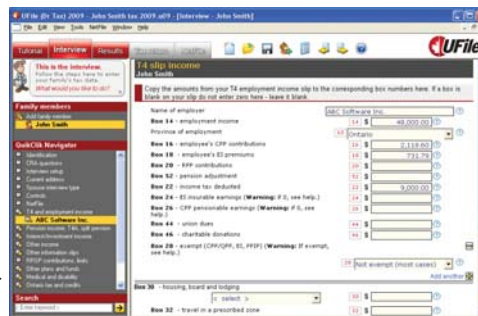 UFile (Dr Tax) 2009.u09 - [Interview - John Smith]
John Smith tax 2009.u09 - [Interview - John Smith]
File Edit View Tools NetFile Window Help
Tutorial Interview Results
UFile
This is the interview.
Follow the steps here to enter
your family's tax data.
What would you like to do?
Family members
Add family member
John Smith
QuikClik Navigator
Identification
CRA questions
Interview setup
Current address
Spouse interview type
Controls
NetFile
T4 and employment income
ABC Software Inc.
Pension income, T4A, split pension
Interest/investment income
Other income
Other information slips
RRSP contributions, limits
Other plans and funds
Medical and disability
Ontario tax and credits
Search
Enter keyword
T4 slip income
John Smith
Copy the amounts from your T4 employment income slip to the corresponding box numbers here. If a box is
blank on your slip do not enter zero here - leave it blank.
Name of employer ABC Software Inc.
Box 14 - employment income 14 $ 48,000.00
Province of employment 10 Ontario
Box 16 - employee's CPP contributions 16 $ 2,118.60
Box 18 - employee's EI premiums 18 $ 731.79
Box 20 - RPP contributions 20 $
Box 52 - pension adjustment 52 $
Box 22 - income tax deducted 22 $ 9,000.00
Box 24 - EI insurable earnings (Warning: if 0, see help.) 24 $
Box 26 - CPP pensionable earnings (Warning: if 0, see
help.) 26 $
Box 44 - union dues 44 $
Box 46 - charitable donations 46 $
Box 28 - exempt (CPP/QPP, EI, PPIP) (Warning: If exempt,
see help.)
28 Not exempt (most cases)
Add another
Box 30 - housing, board and lodging
< select > 30 $
Box 32 - travel in a prescribed zone 32 $